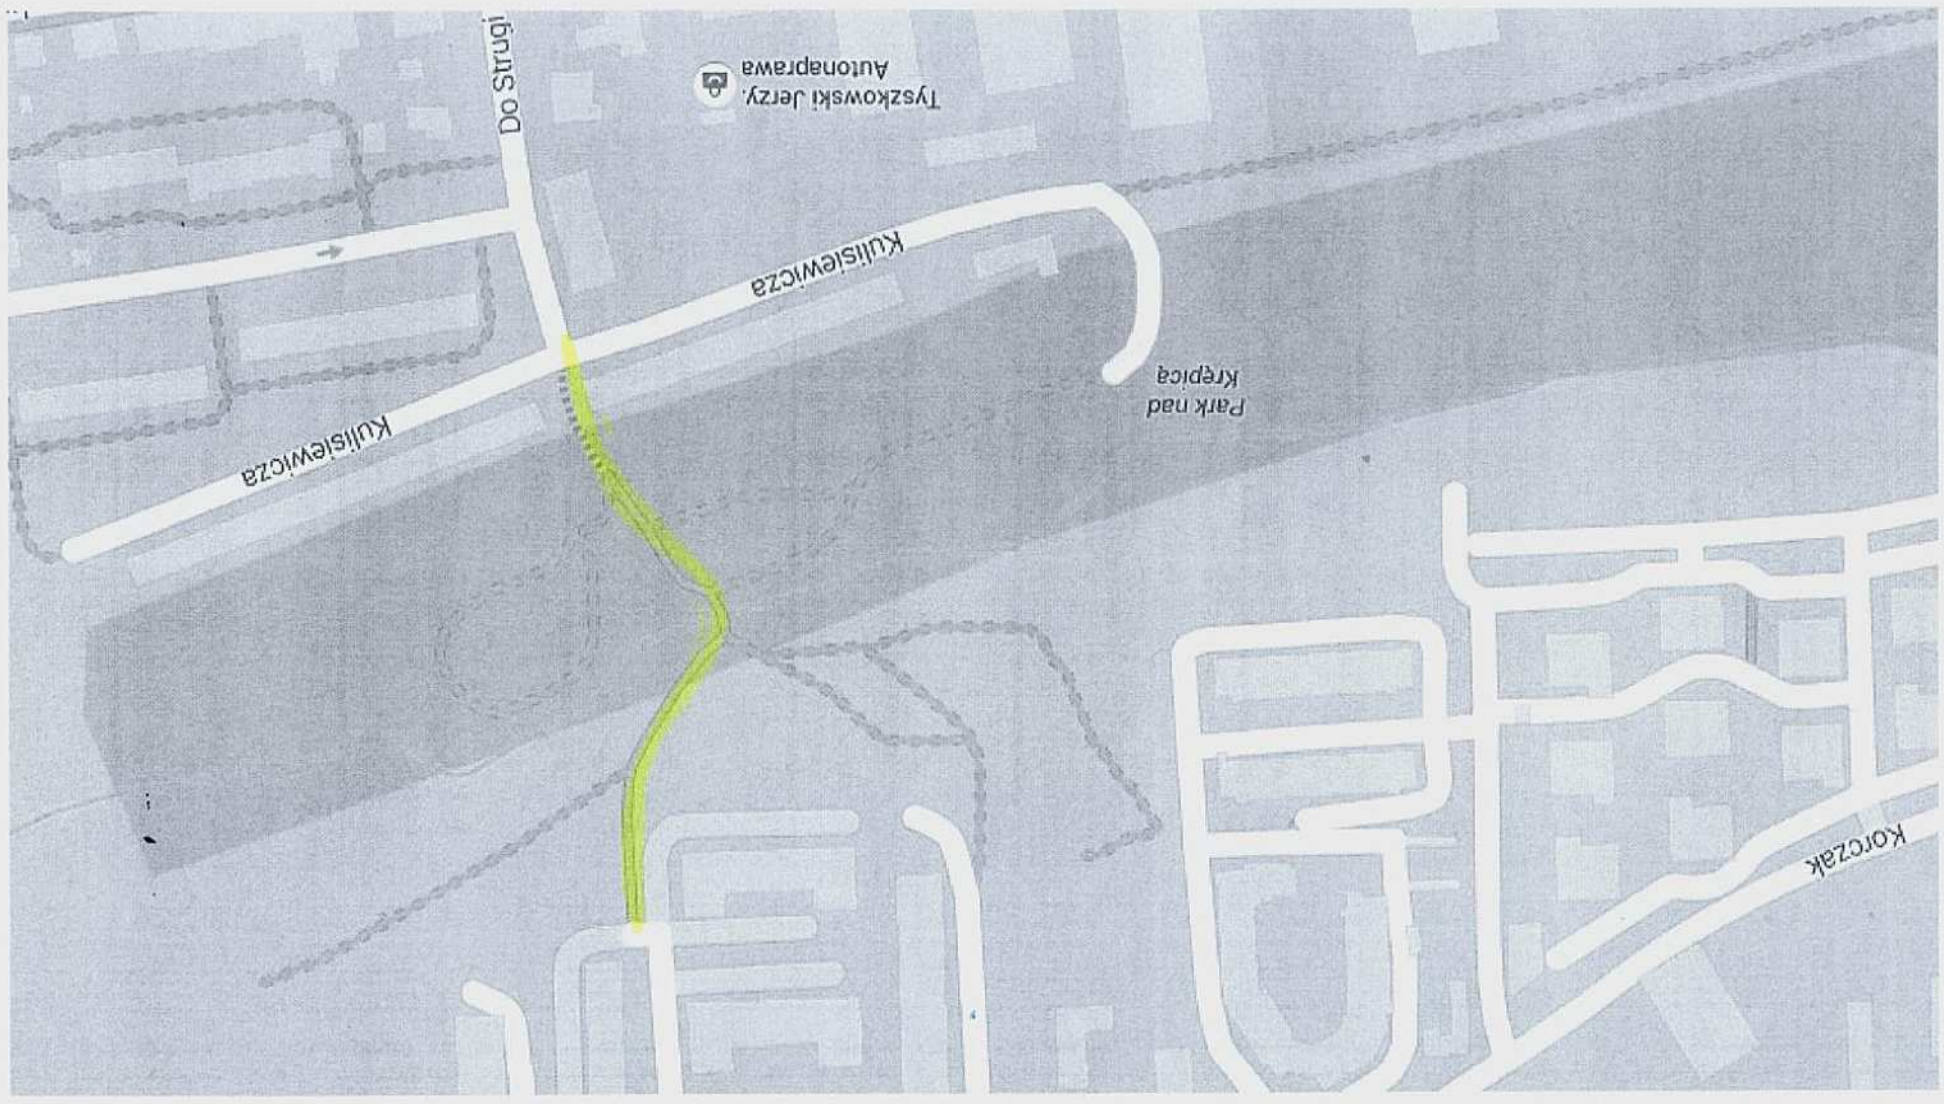 Do Strugi
Tyszkowski Jerzy.
Autonaprawa
Kulisiewicza
Kulisiewicza
Park nad
Krępicą
Korczak